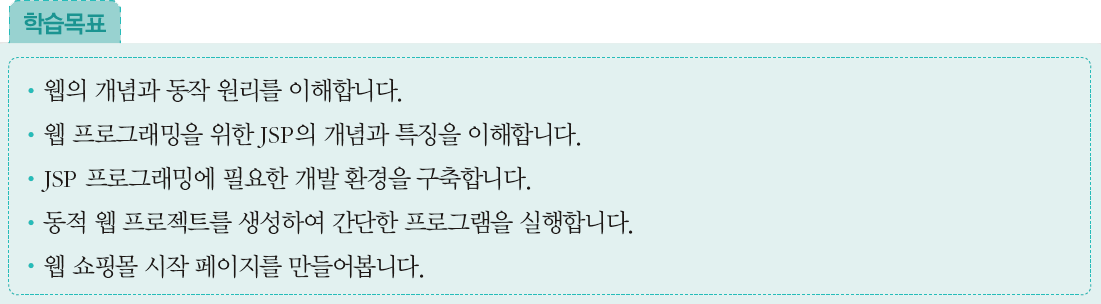 학습목표
• 웹의 개념과 동작 원리를 이해합니다.
• 웹 프로그래밍을 위한 JSP의 개념과 특징을 이해합니다.
• JSP 프로그래밍에 필요한 개발 환경을 구축합니다.
• 동적 웹 프로젝트를 생성하여 간단한 프로그램을 실행합니다.
• 웹 쇼핑몰 시작 페이지를 만들어봅니다.